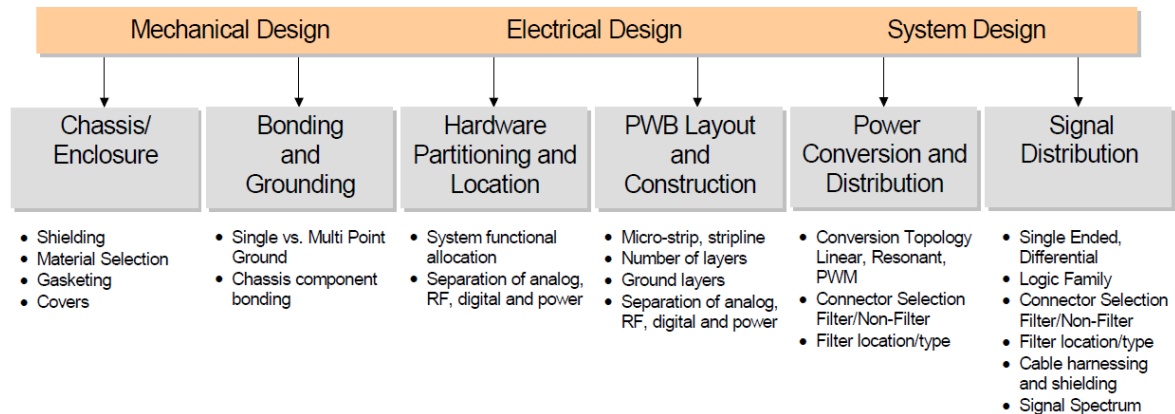 Mechanical Design
Electrical Design
System Design
Chassis/
Enclosure
Bonding
and
Grounding
Hardware
Partitioning and
Location
PWB Layout
and
Construction
Power
Conversion and
Distribution
Signal
Distribution
• Shielding
• Material Selection
• Gasketing
• Covers
• Single vs. Multi Point
Ground
• Chassis component
bonding
• System functional
allocation
• Separation of analog,
RF, digital and power
• Micro-strip, stripline
• Number of layers
• Ground layers
• Separation of analog,
RF, digital and power
• Conversion Topology
Linear, Resonant,
PWM
• Connector Selection
Filter/Non-Filter
• Filter location/type
• Single Ended,
Differential
• Logic Family
• Connector Selection
Filter/Non-Filter
• Filter location/type
• Cable harnessing
and shielding
• Signal Spectrum